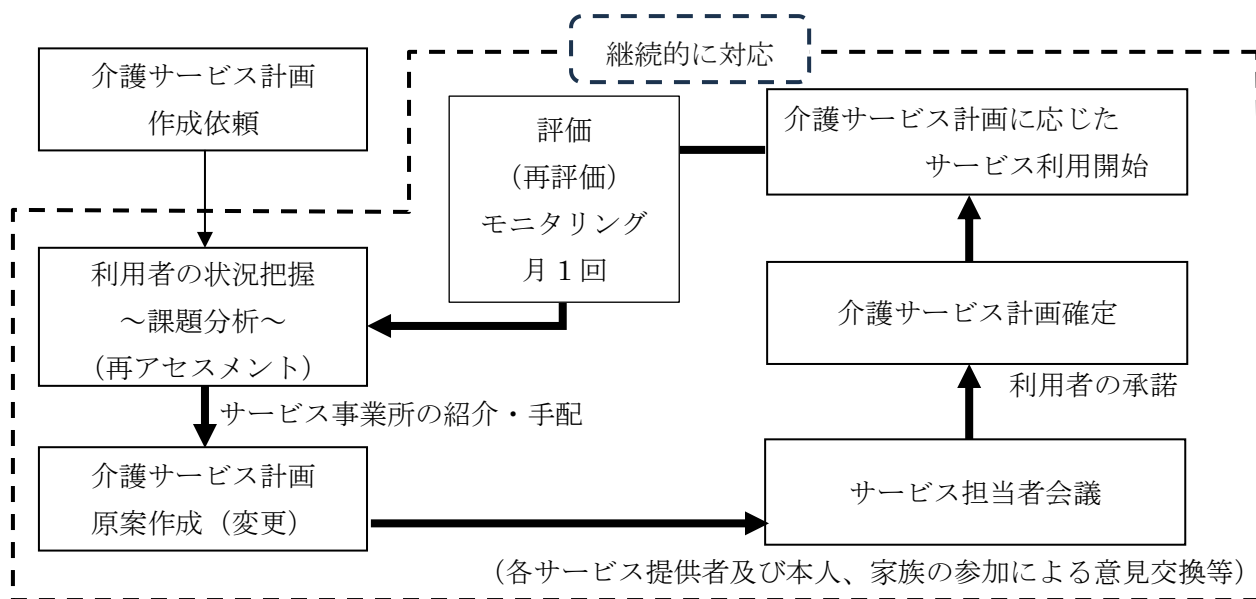 継続的に対応
介護サービス計画
作成依頼
評価
（再評価）
モニタリング
月１回
介護サービス計画に応じた
サービス利用開始
利用者の状況把握
～課題分析～
（再アセスメント）
介護サービス計画確定
利用者の承諾
サービス事業所の紹介・手配
介護サービス計画
原案作成（変更）
サービス担当者会議
（各サービス提供者及び本人、家族の参加による意見交換等）